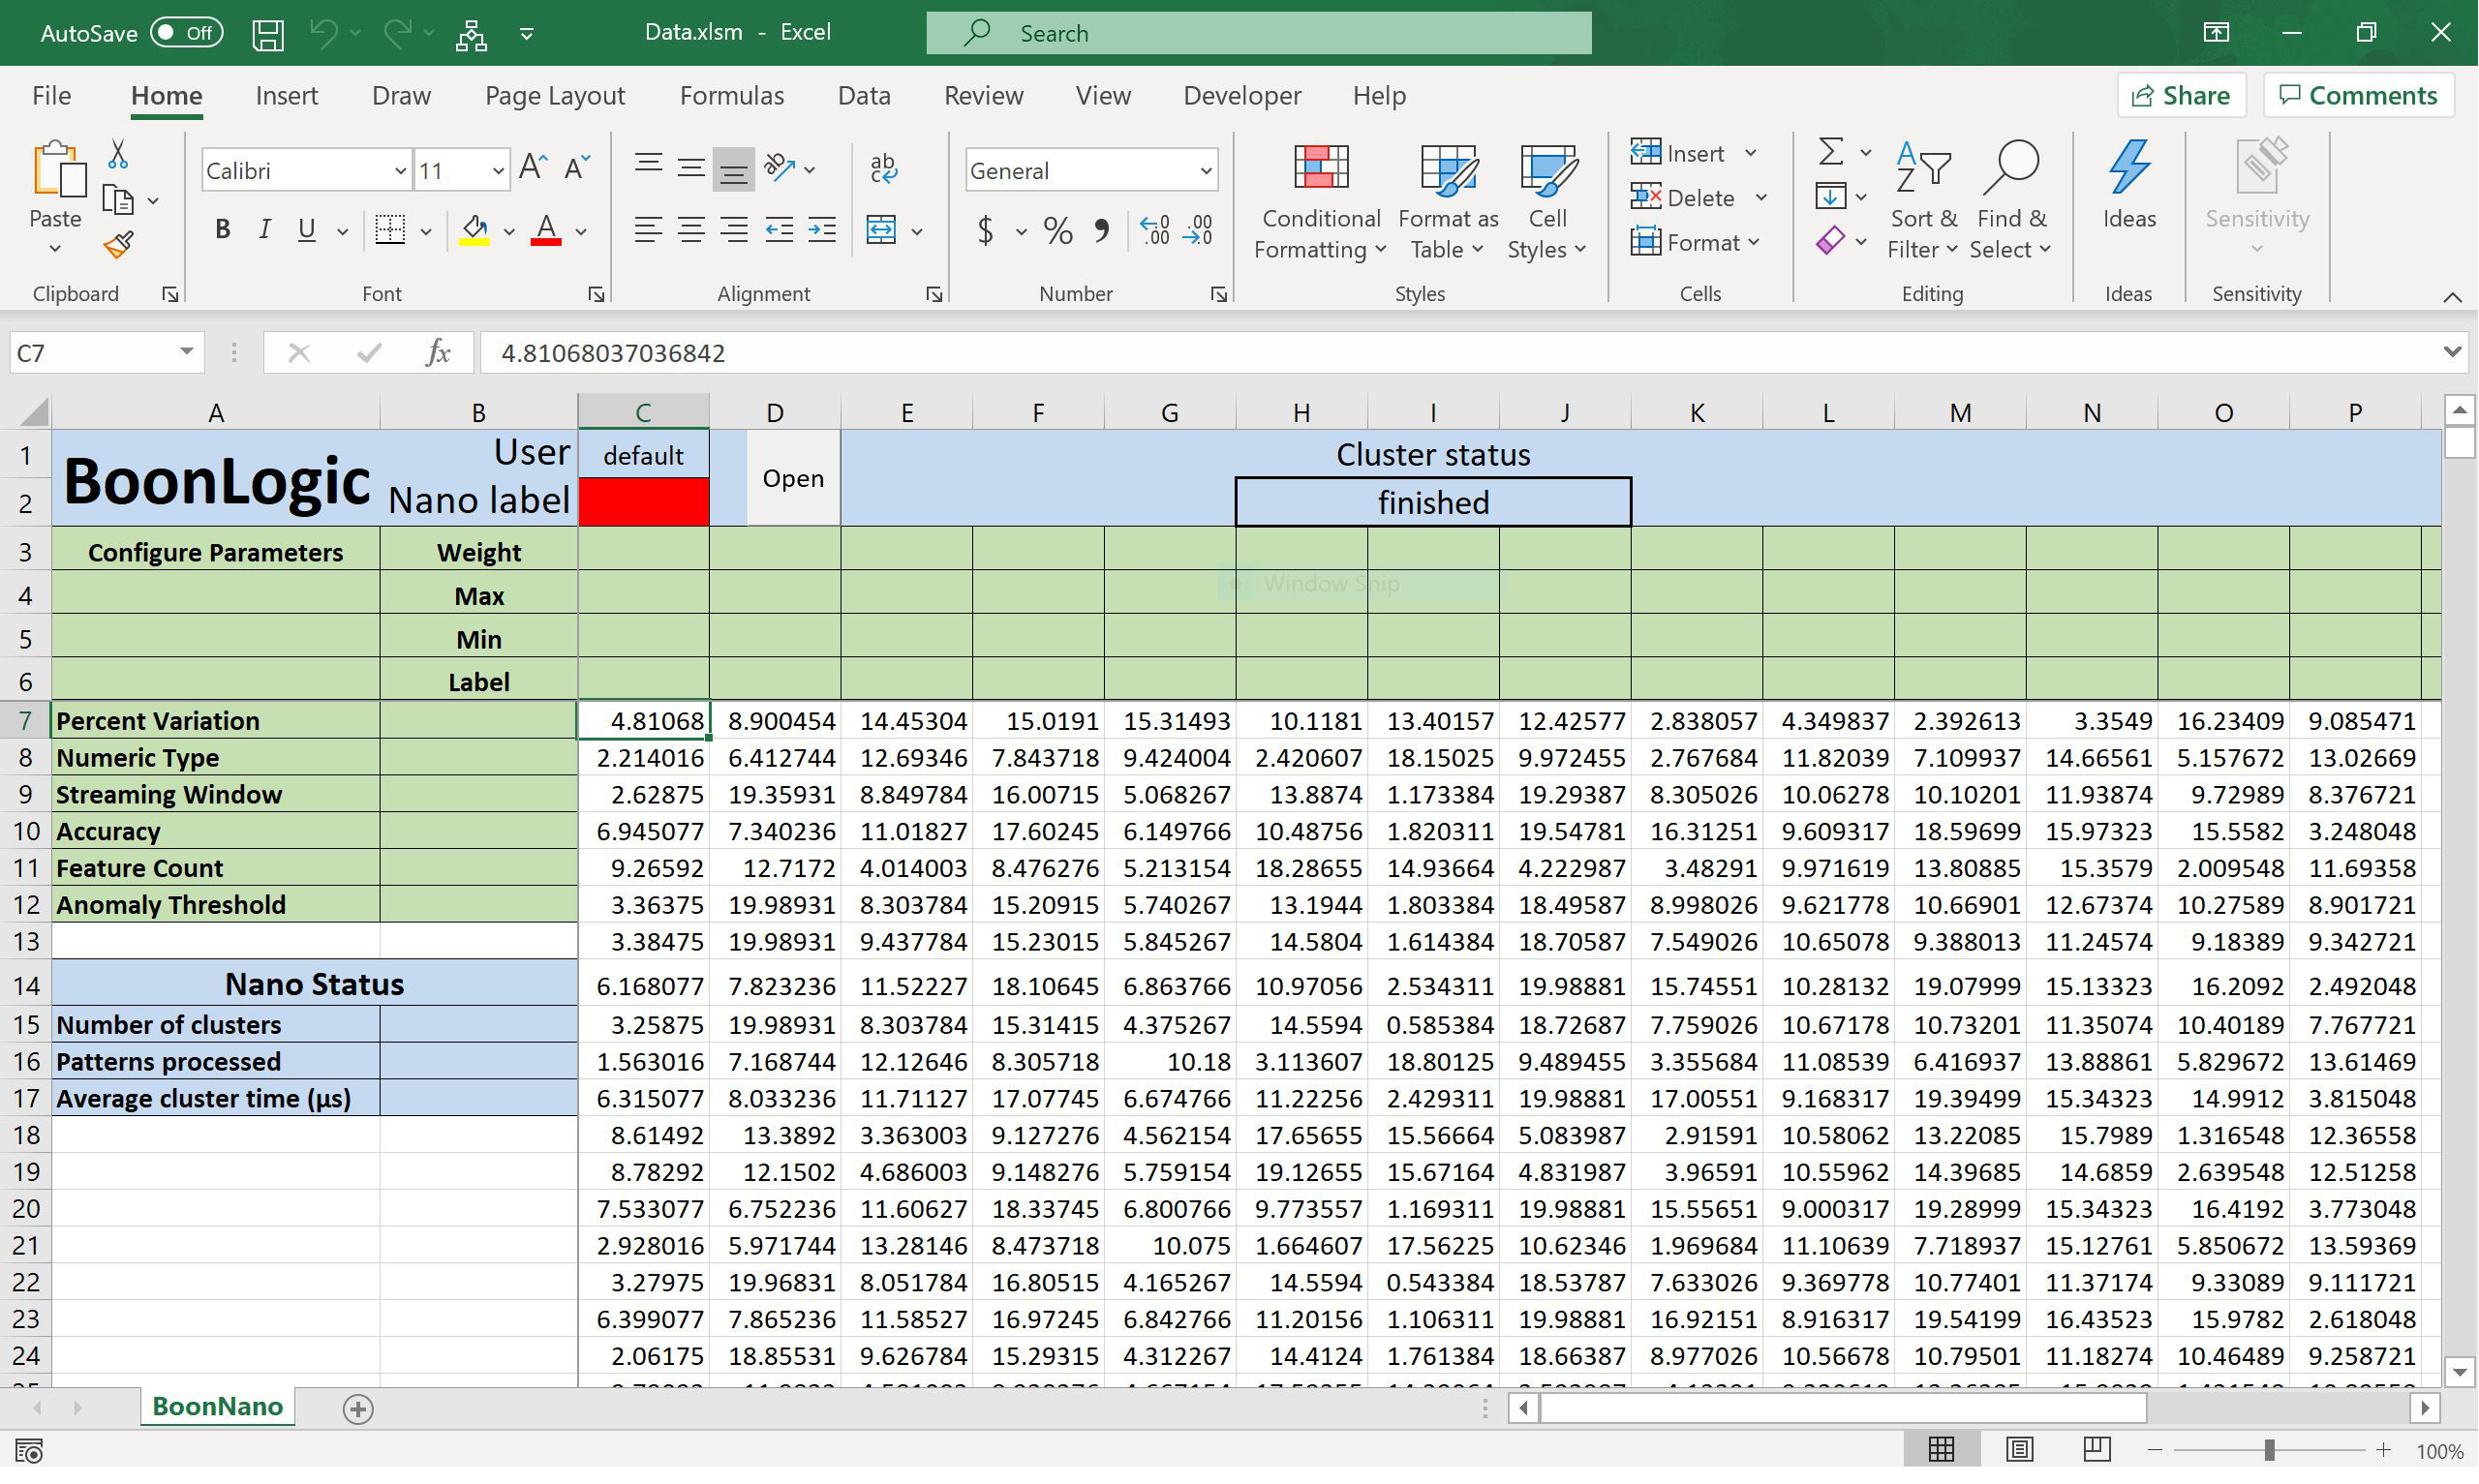 AutoSave Off Data.xlsm - Excel Search
File Home Insert Draw Page Layout Formulas Data Review View Developer Help Share Comments
Paste Calibri 11 General Conditional Formatting Format as Table Cell Styles Insert Delete Format Sort & Filter Find & Select Ideas Sensitivity
Clipboard Font Alignment Number Styles Cells Editing Ideas Sensitivity
C7 fx 4.81068037036842
A B C D E F G H I J K L M N O P
1 BoonLogic User default Open Cluster status
2 Nano label finished
3 Configure Parameters Weight
Window Snip
4 Max
5 Min
6 Label
7 Percent Variation 4.81068 8.900454 14.45304 15.0191 15.31493 10.1181 13.40157 12.42577 2.838057 4.349837 2.392613 3.3549 16.23409 9.085471
8 Numeric Type 2.214016 6.412744 12.69346 7.843718 9.424004 2.420607 18.15025 9.972455 2.767684 11.82039 7.109937 14.66561 5.157672 13.02669
9 Streaming Window 2.62875 19.35931 8.849784 16.00715 5.068267 13.8874 1.173384 19.29387 8.305026 10.06278 10.10201 11.93874 9.72989 8.376721
10 Accuracy 6.945077 7.340236 11.01827 17.60245 6.149766 10.48756 1.820311 19.54781 16.31251 9.609317 18.59699 15.97323 15.5582 3.248048
11 Feature Count 9.26592 12.7172 4.014003 8.476276 5.213154 18.28655 14.93664 4.222987 3.48291 9.971619 13.80885 15.3579 2.009548 11.69358
12 Anomaly Threshold 3.36375 19.98931 8.303784 15.20915 5.740267 13.1944 1.803384 18.49587 8.998026 9.621778 10.66901 12.67374 10.27589 8.901721
13 3.38475 19.98931 9.437784 15.23015 5.845267 14.5804 1.614384 18.70587 7.549026 10.65078 9.388013 11.24574 9.18389 9.342721
14 Nano Status 6.168077 7.823236 11.52227 18.10645 6.863766 10.97056 2.534311 19.98881 15.74551 10.28132 19.07999 15.13323 16.2092 2.492048
15 Number of clusters 3.25875 19.98931 8.303784 15.31415 4.375267 14.5594 0.585384 18.72687 7.759026 10.67178 10.73201 11.35074 10.40189 7.767721
16 Patterns processed 1.563016 7.168744 12.12646 8.305718 10.18 3.113607 18.80125 9.489455 3.355684 11.08539 6.416937 13.88861 5.829672 13.61469
17 Average cluster time (μs) 6.315077 8.033236 11.71127 17.07745 6.674766 11.22256 2.429311 19.98881 17.00551 9.168317 19.39499 15.34323 14.9912 3.815048
18 8.61492 13.3892 3.363003 9.127276 4.562154 17.65655 15.56664 5.083987 2.91591 10.58062 13.22085 15.7989 1.316548 12.36558
19 8.78292 12.1502 4.686003 9.148276 5.759154 19.12655 15.67164 4.831987 3.96591 10.55962 14.39685 14.6859 2.639548 12.51258
20 7.533077 6.752236 11.60627 18.33745 6.800766 9.773557 1.169311 19.98881 15.55651 9.000317 19.28999 15.34323 16.4192 3.773048
21 2.928016 5.971744 13.28146 8.473718 10.075 1.664607 17.56225 10.62346 1.969684 11.10639 7.718937 15.12761 5.850672 13.59369
22 3.27975 19.96831 8.051784 16.80515 4.165267 14.5594 0.543384 18.53787 7.633026 9.369778 10.77401 11.37174 9.33089 9.111721
23 6.399077 7.865236 11.58527 16.97245 6.842766 11.20156 1.106311 19.98881 16.92151 8.916317 19.54199 16.43523 15.9782 2.618048
24 2.06175 18.85531 9.626784 15.29315 4.312267 14.4124 1.761384 18.66387 8.977026 10.56678 10.79501 11.18274 10.46489 9.258721
BoonNano
100%